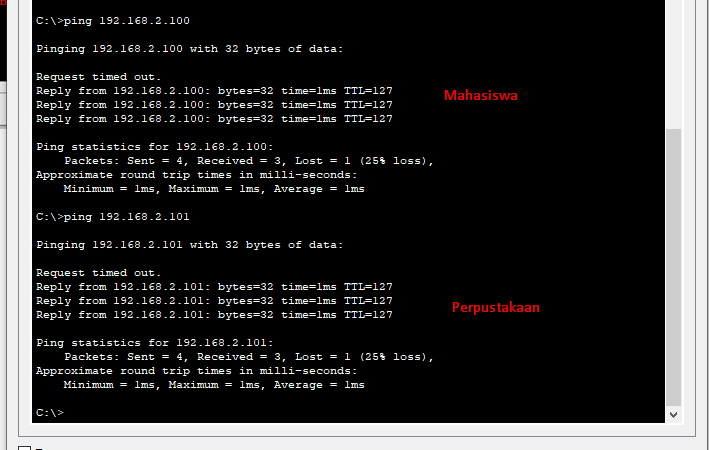 C:\>ping 192.168.2.100
Pinging 192.168.2.100 with 32 bytes of data:
Request timed out.
Reply from 192.168.2.100: bytes=32 time=1ms TTL=127
Reply from 192.168.2.100: bytes=32 time=1ms TTL=127
Mahasiswa
Reply from 192.168.2.100: bytes=32 time=1ms TTL=127
Ping statistics for 192.168.2.100:
Packets: Sent = 4, Received = 3, Lost = 1 (25% loss),
Approximate round trip times in milli-seconds:
Minimum = 1ms, Maximum = 1ms, Average = 1ms
C:\>ping 192.168.2.101
Pinging 192.168.2.101 with 32 bytes of data:
Request timed out.
Reply from 192.168.2.101: bytes=32 time=1ms TTL=127
Reply from 192.168.2.101: bytes=32 time=1ms TTL=127
Perpustakaan
Reply from 192.168.2.101: bytes=32 time=1ms TTL=127
Ping statistics for 192.168.2.101:
Packets: Sent = 4, Received = 3, Lost = 1 (25% loss),
Approximate round trip times in milli-seconds:
Minimum = 1ms, Maximum = 1ms, Average = 1ms
C:\>